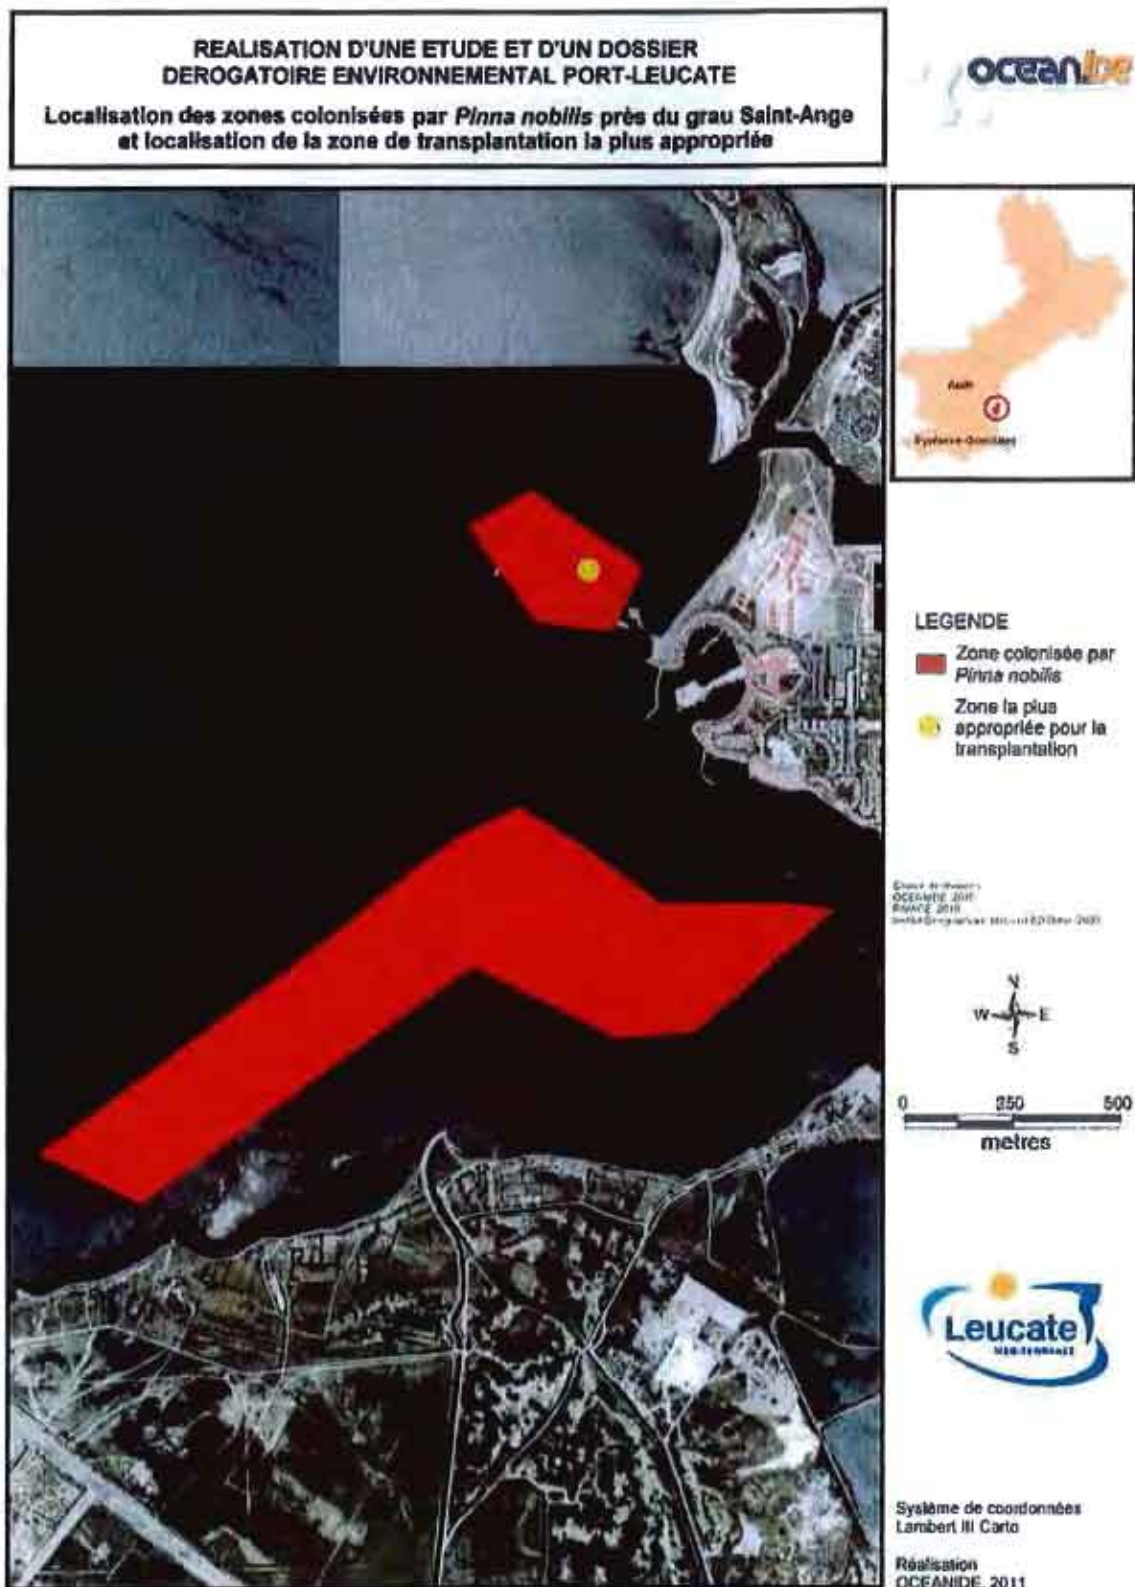 REALISATION D'UNE ETUDE ET D'UN DOSSIER
DEROGATOIRE ENVIRONNEMENTAL PORT-LEUCATE
Localisation des zones colonisées par Pinna nobilis près du grau Saint-Ange
et localisation de la zone de transplantation la plus appropriée
oceanide
Aude
LEGENDE
Zone colonisée par
Pinna nobilis
Zone la plus
appropriée pour la
transplantation
N
W E
S
0 250 500
metres
Leucate
Système de coordonnées
Lambert III Carto
Réalisation
OCEANIDE, 2011